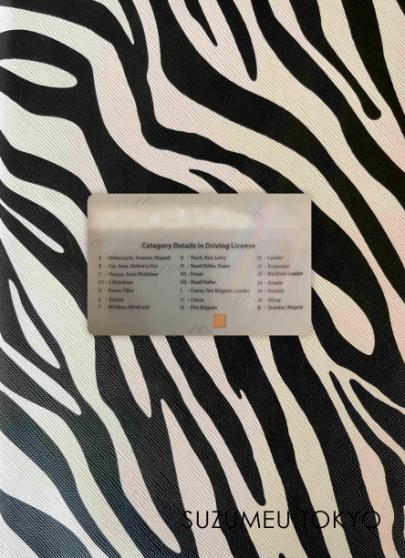 Category Details in Driving License
A - Motorcycle, Scooter, Moped
B - Car, Jeep, Delivery Van
C - Tempo, Auto Rickshaw
C1 - E-Rickshaw
D - Power Tiller
E - Tractor
F - Minibus, Minitruck
G - Truck, Bus, Lorry
H - Road Roller, Dozer
H1 - Dozer
H2 - Road Roller
I - Crane, Fire Brigade, Loader
I1 - Crane
I2 - Fire Brigade
I3 - Loader
J1 - Excavator
J2 - Backhoe Loader
J3 - Grader
J4 - Forklift
J5 - Other
K - Scooter, Moped
SUZUMEU TOKYO